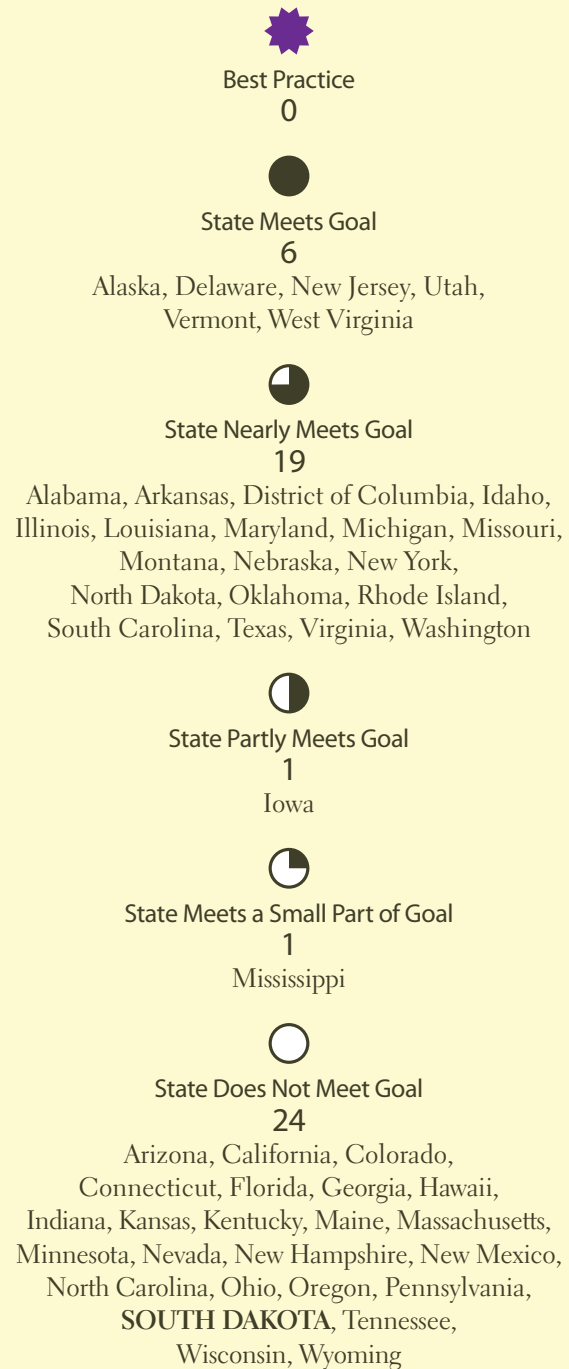 Best Practice
0
State Meets Goal
6
Alaska, Delaware, New Jersey, Utah,
Vermont, West Virginia
State Nearly Meets Goal
19
Alabama, Arkansas, District of Columbia, Idaho,
Illinois, Louisiana, Maryland, Michigan, Missouri,
Montana, Nebraska, New York,
North Dakota, Oklahoma, Rhode Island,
South Carolina, Texas, Virginia, Washington
State Partly Meets Goal
1
Iowa
State Meets a Small Part of Goal
1
Mississippi
State Does Not Meet Goal
24
Arizona, California, Colorado,
Connecticut, Florida, Georgia, Hawaii,
Indiana, Kansas, Kentucky, Maine, Massachusetts,
Minnesota, Nevada, New Hampshire, New Mexico,
North Carolina, Ohio, Oregon, Pennsylvania,
SOUTH DAKOTA, Tennessee,
Wisconsin, Wyoming